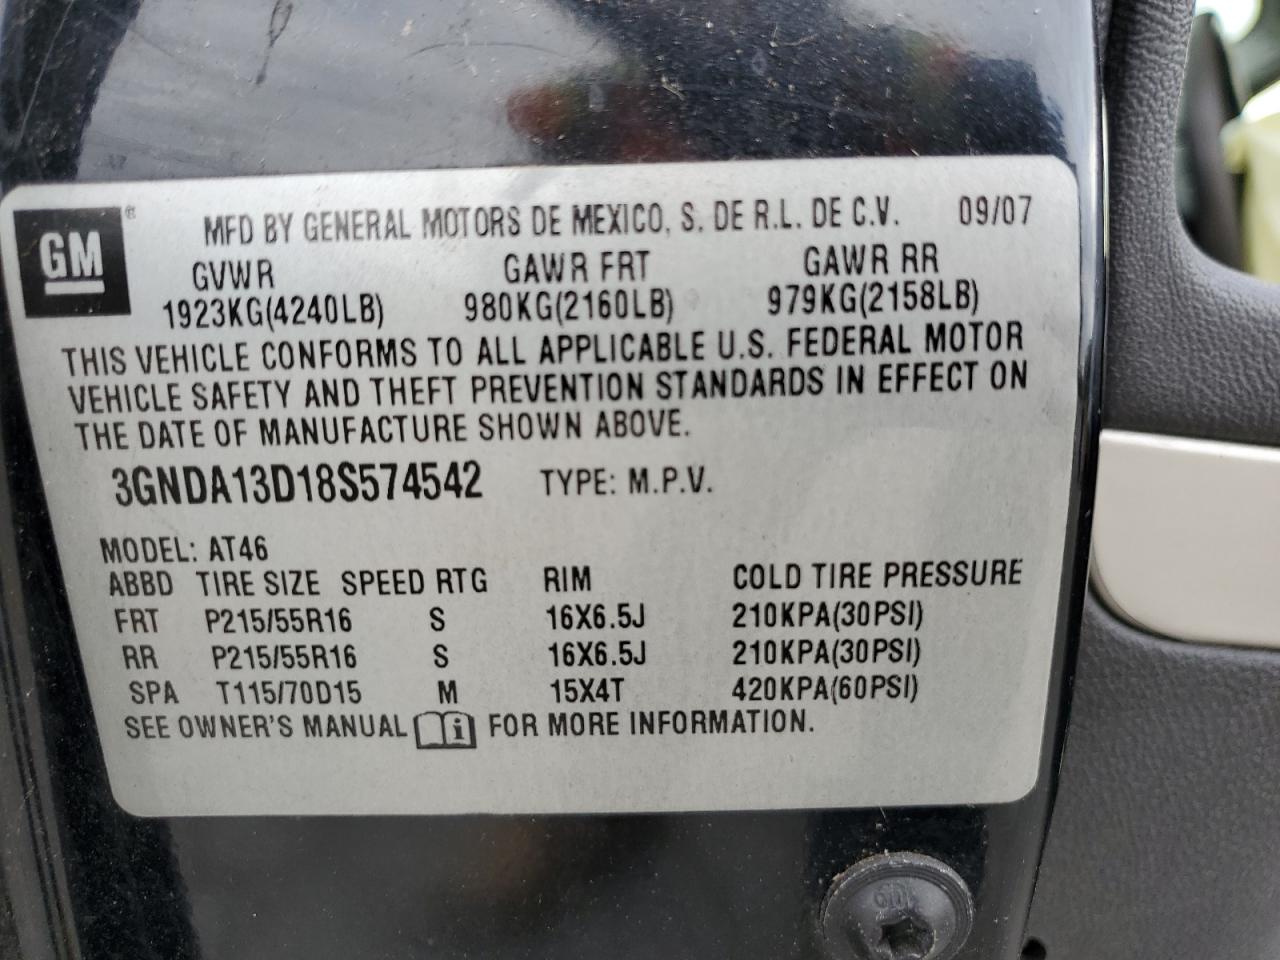 GM®
MFD BY GENERAL MOTORS DE MEXICO, S. DE R.L. DE C.V. 09/07
GVWR GAWR FRT GAWR RR
1923KG(4240LB) 980KG(2160LB) 979KG(2158LB)
THIS VEHICLE CONFORMS TO ALL APPLICABLE U.S. FEDERAL MOTOR
VEHICLE SAFETY AND THEFT PREVENTION STANDARDS IN EFFECT ON
THE DATE OF MANUFACTURE SHOWN ABOVE.
3GNDA13D18S574542 TYPE: M.P.V.
MODEL: AT46
ABBD TIRE SIZE SPEED RTG RIM COLD TIRE PRESSURE
FRT P215/55R16 S 16X6.5J 210KPA(30PSI)
RR P215/55R16 S 16X6.5J 210KPA(30PSI)
SPA T115/70D15 M 15X4T 420KPA(60PSI)
SEE OWNER'S MANUAL i FOR MORE INFORMATION.